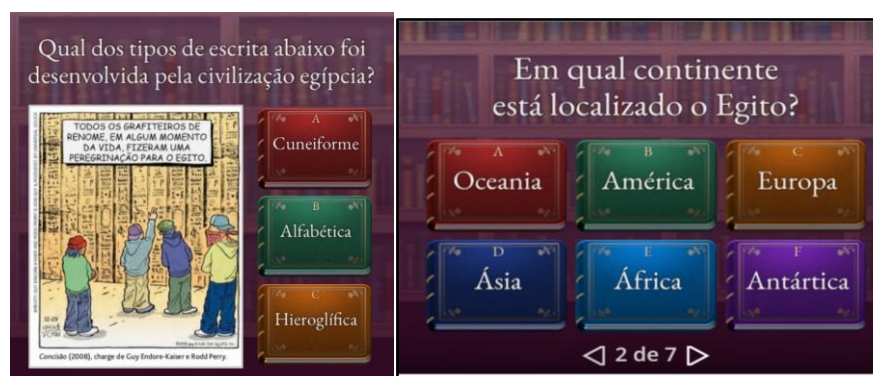 Qual dos tipos de escrita abaixo foi
desenvolvida pela civilização egípcia?
TODOS OS GRAFITEIROS DE
RENOME, EM ALGUM MOMENTO
DA VIDA, FIZERAM UMA
PEREGRINAÇÃO PARA O EGITO.
Concisão (2008), charge de Guy Endore-Kaiser e Rodd Perry.
A
Cuneiforme
B
Alfabética
C
Hieroglífica
Em qual continente
está localizado o Egito?
A
Oceania
B
América
C
Europa
D
Ásia
E
África
F
Antártica
2 de 7